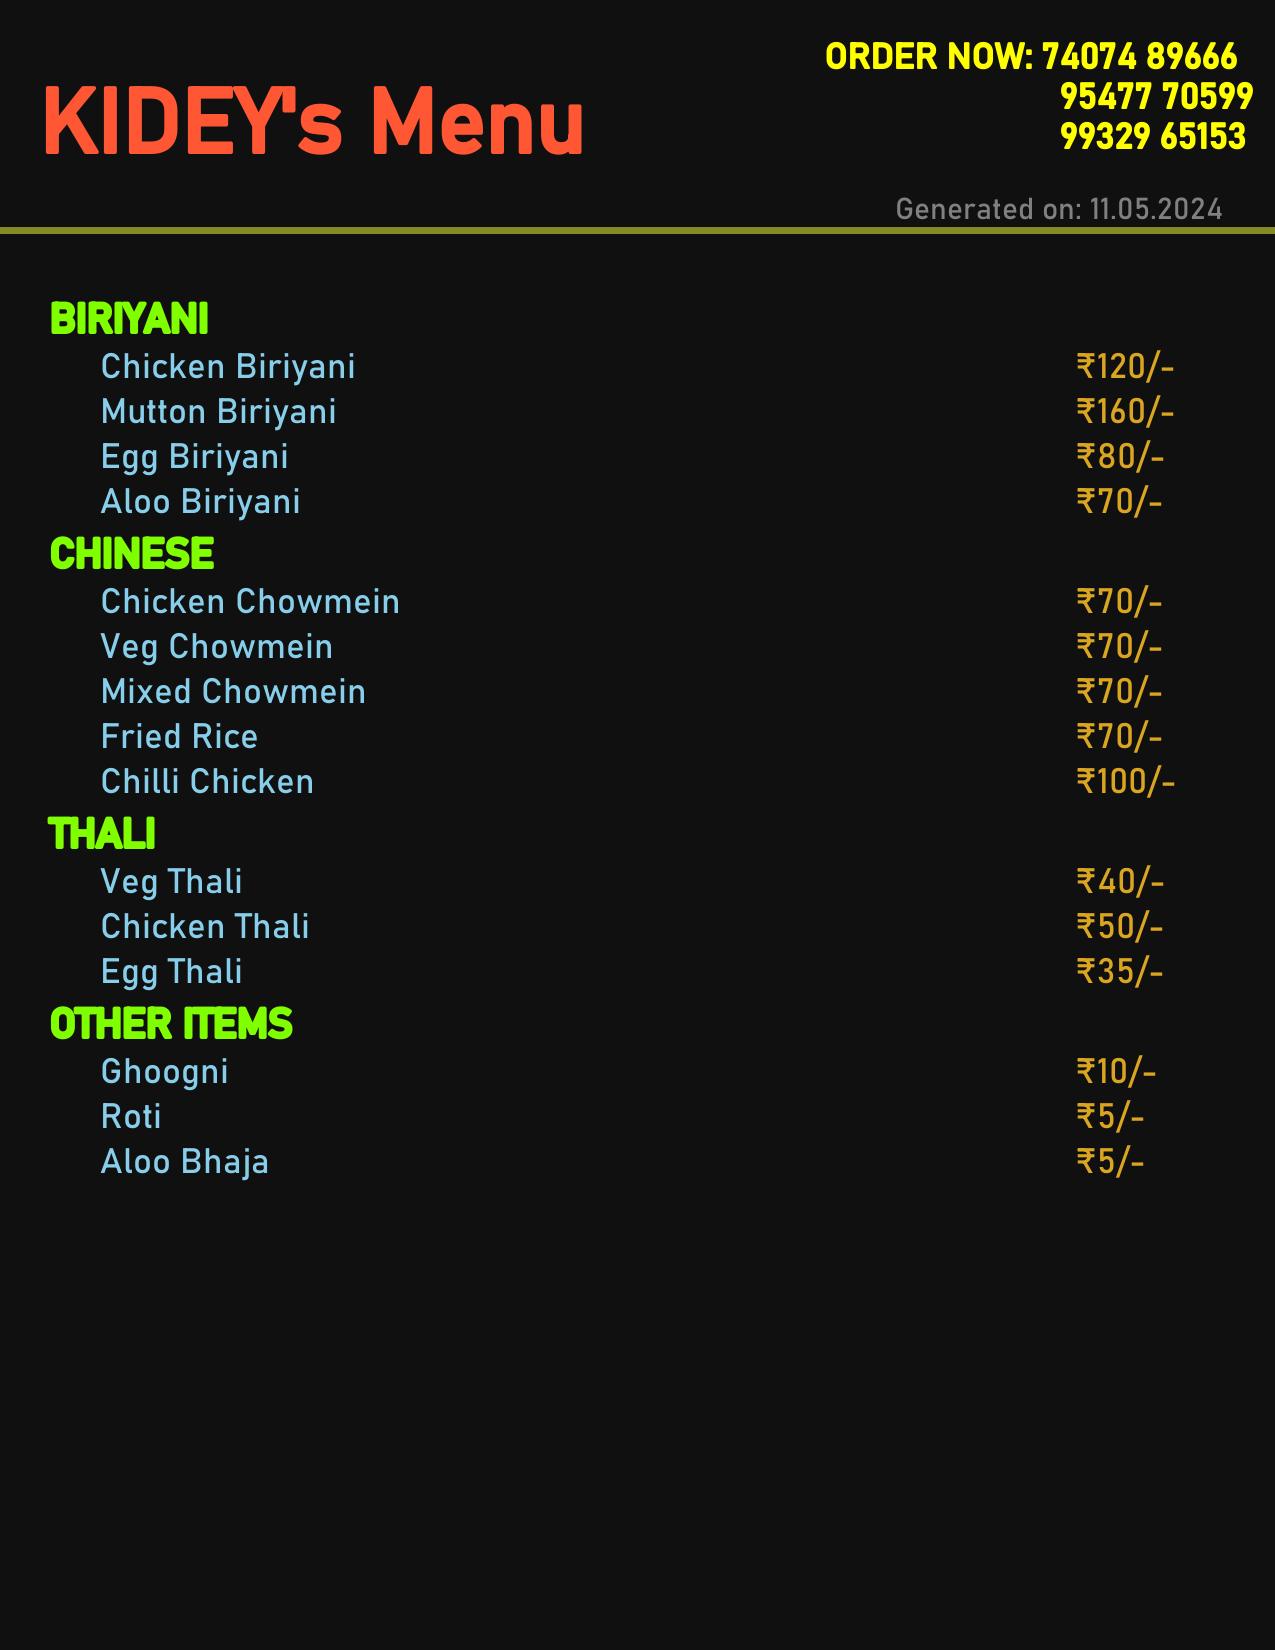 KIDEY's Menu
ORDER NOW: 74074 89666
95477 70599
99329 65153
Generated on: 11.05.2024
BIRIYANI
Chicken Biriyani ₹120/-
Mutton Biriyani ₹160/-
Egg Biriyani ₹80/-
Aloo Biriyani ₹70/-
CHINESE
Chicken Chowmein ₹70/-
Veg Chowmein ₹70/-
Mixed Chowmein ₹70/-
Fried Rice ₹70/-
Chilli Chicken ₹100/-
THALI
Veg Thali ₹40/-
Chicken Thali ₹50/-
Egg Thali ₹35/-
OTHER ITEMS
Ghoogni ₹10/-
Roti ₹5/-
Aloo Bhaja ₹5/-